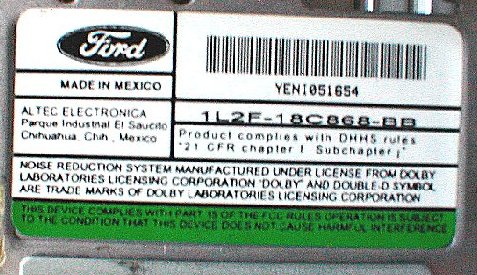 Ford
MADE IN MEXICO
YENI051654
ALTEC ELECTRONICA
Parque Industrial El Saucito
Chihuahua, Chih., Mexico
1L2F-18C868-BB
Product complies with DHHS rules
"21 CFR chapter I Subchapter j"
NOISE REDUCTION SYSTEM MANUFACTURED UNDER LICENSE FROM DOLBY
LABORATORIES LICENSING CORPORATION "DOLBY" AND DOUBLE-D SYMBOL
ARE TRADE MARKS OF DOLBY LABORATORIES LICENSING CORPORATION
THIS DEVICE COMPLIES WITH PART 15 OF THE FCC RULES OPERATION IS SUBJECT
TO THE CONDITION THAT THIS DEVICE DOES NOT CAUSE HARMFUL INTERFERENCE